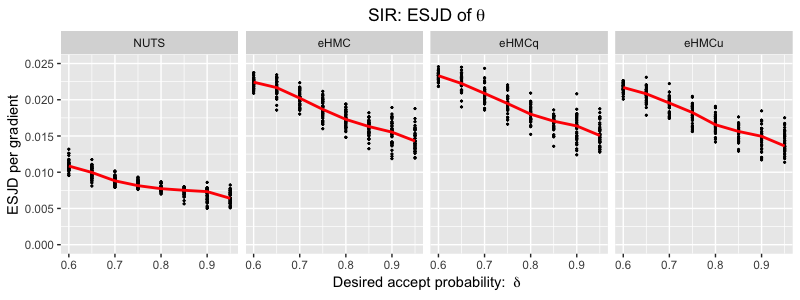 SIR: ESJD of θ
NUTS eHMC eHMCq eHMCu
ESJD per gradient
0.025
0.020
0.015
0.010
0.005
0.000
0.6 0.7 0.8 0.9 0.6 0.7 0.8 0.9 0.6 0.7 0.8 0.9 0.6 0.7 0.8 0.9
Desired accept probability: δ